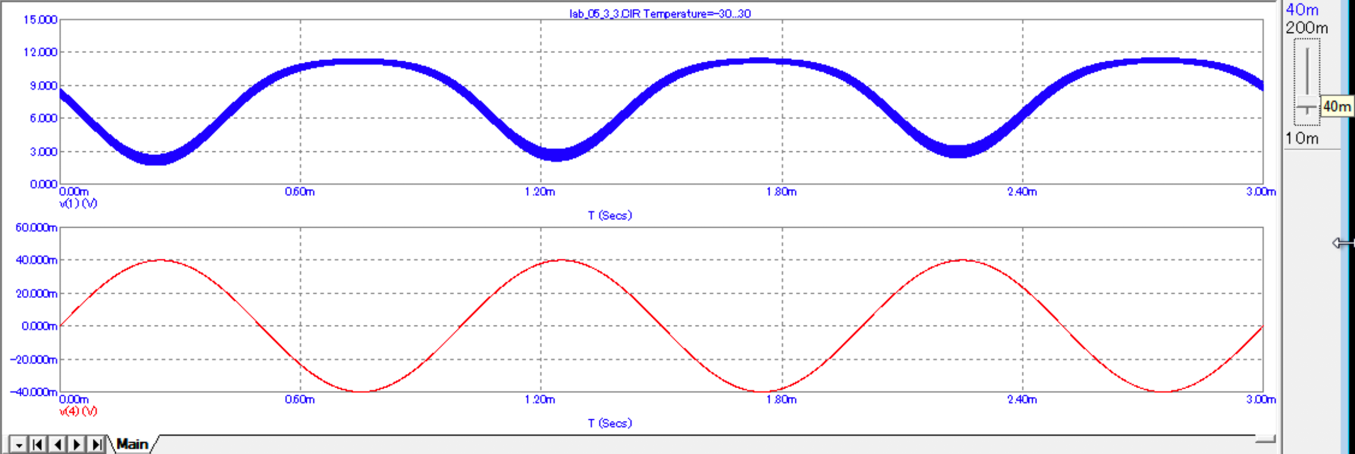 lab_05_3_3.CIR Temperature=-30...30
40m
200m
40m
10m
15.000
12.000
9.000
6.000
3.000
0.000
0.00m 0.60m 1.20m 1.80m 2.40m 3.00m
v(1) (V)
T (Secs)
60.000m
40.000m
20.000m
0.000m
-20.000m
-40.000m
0.00m 0.60m 1.20m 1.80m 2.40m 3.00m
v(4) (V)
T (Secs)
Main